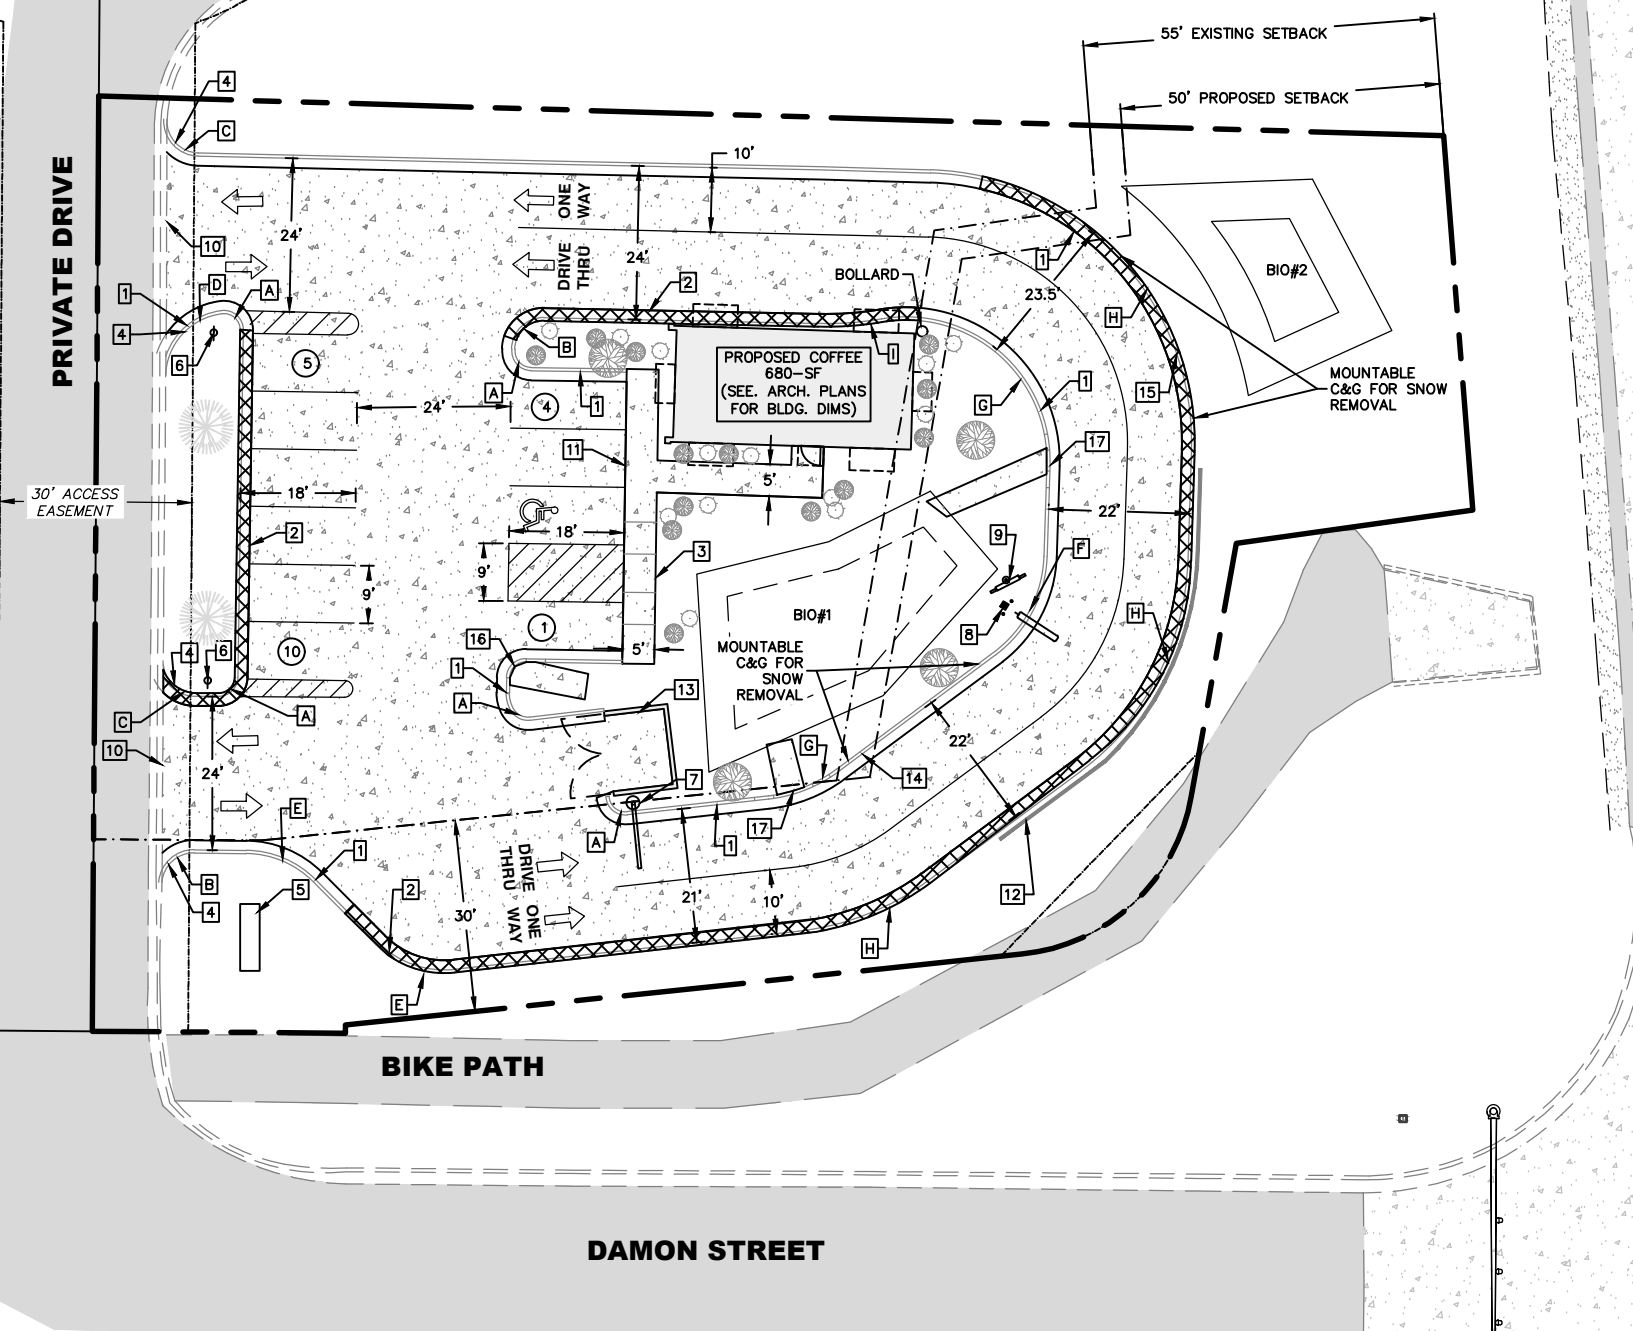 55' EXISTING SETBACK
50' PROPOSED SETBACK
4
C
10'
PRIVATE DRIVE
ONE WAY
DRIVE THRU
24'
24'
10
1
D
A
4
6
5
2
BOLLARD
1
23.5'
H
BIO#2
B
I
PROPOSED COFFEE
680-SF
(SEE. ARCH. PLANS
FOR BLDG. DIMS)
A
4
1
24'
G
1
15
MOUNTABLE
C&G FOR SNOW
REMOVAL
11
17
5'
30' ACCESS
EASEMENT
18'
2
18'
22'
9
F
3
9'
9'
BIO#1
8
H
1
16
4
6
10
5'
1
MOUNTABLE
C&G FOR
SNOW
REMOVAL
13
A
A
C
10
24'
G
22'
7
14
E
17
1
A
1
DRIVE THRU
ONE WAY
B
4
5
2
30'
21'
10'
12
H
E
BIKE PATH
DAMON STREET